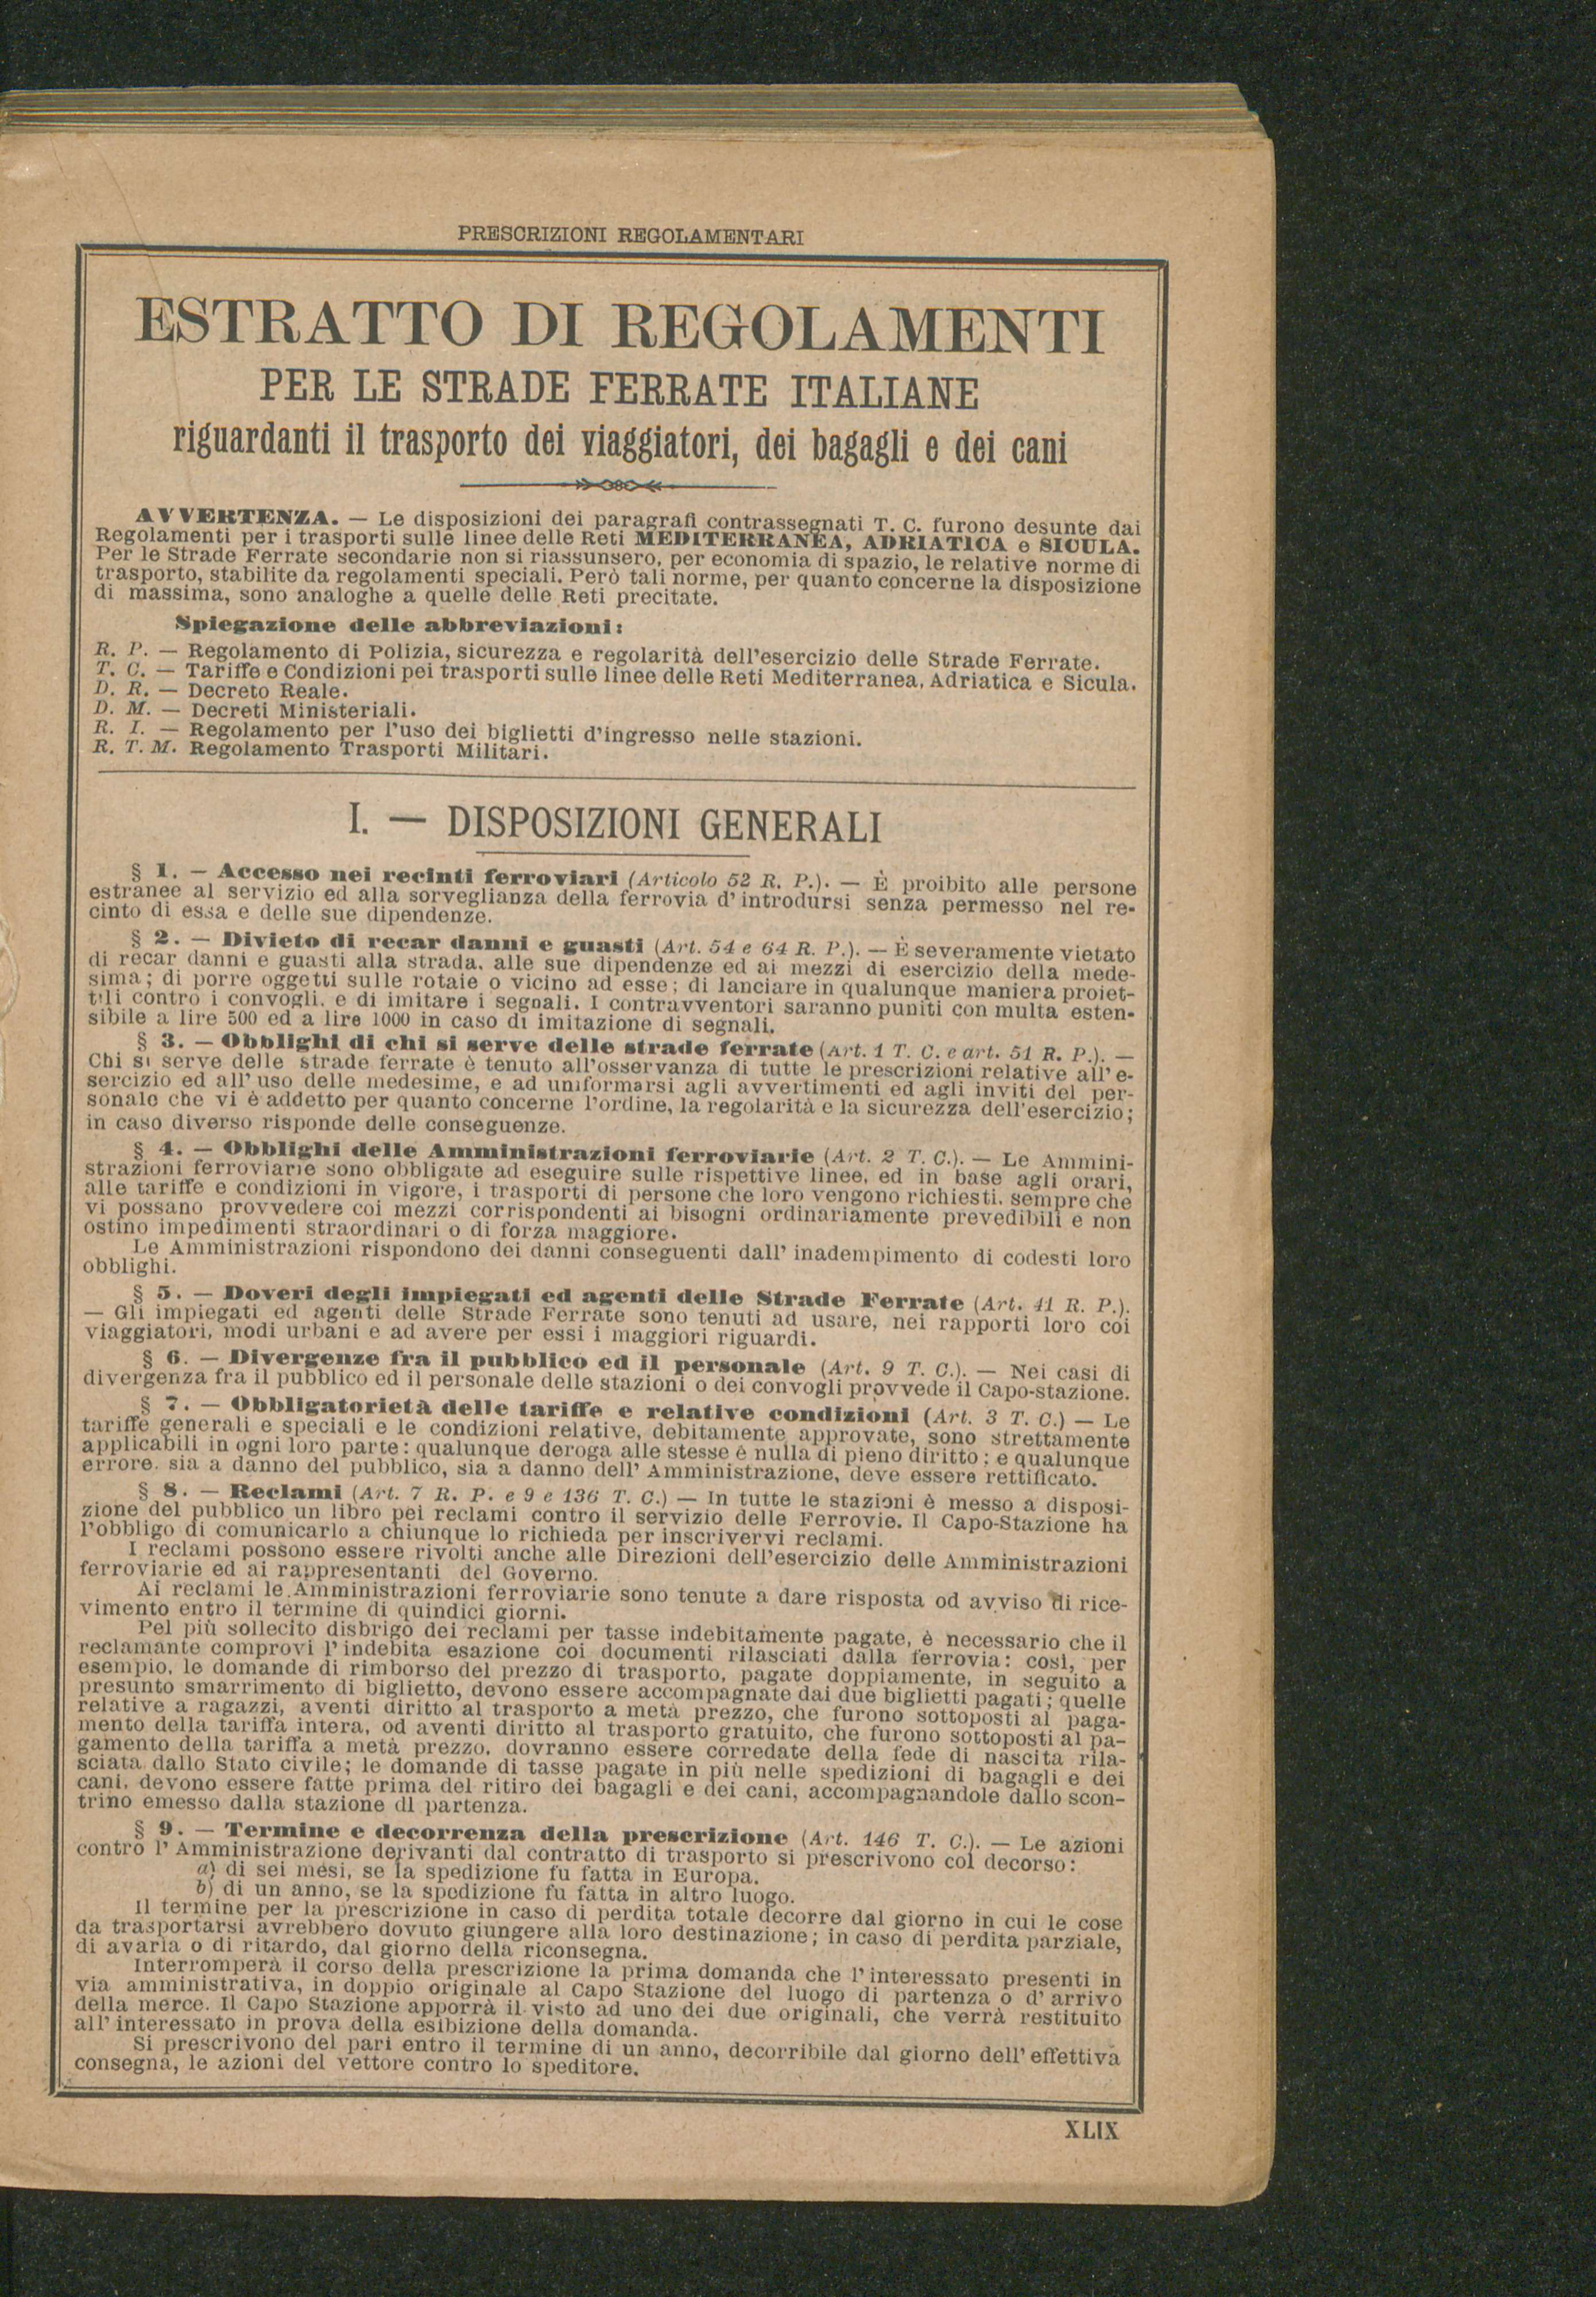 PRESCRIZIONI REGOLAMENTARI
ESTRATTO DI REGOLAMENTI
PER LE STRADE FERRATE ITALIANE
riguardanti il trasporto dei viaggiatori, dei bagagli e dei cani
AVVERTENZA. — Le disposizioni dei paragrafi contrassegnati T. C. furono desunte dai
Regolamenti per i trasporti sulle linee delle Reti MEDITERRANEA, ADRIATICA e SICULA.
Per le Strade Ferrate secondarie non si riassunsero, per economia di spazio, le relative norme di
trasporto, stabilite da regolamenti speciali. Però tali norme, per quanto concerne la disposizione
di massima, sono analoghe a quelle delle Reti precitate.
Spiegazione delle abbreviazioni:
R. P. — Regolamento di Polizia, sicurezza e regolarità dell'esercizio delle Strade Ferrate.
T. C. — Tariffe e Condizioni pei trasporti sulle linee delle Reti Mediterranea, Adriatica e Sicula.
D. R. — Decreto Reale.
D. M. — Decreti Ministeriali.
R. I. — Regolamento per l'uso dei biglietti d'ingresso nelle stazioni.
R. T. M. Regolamento Trasporti Militari.
I. — DISPOSIZIONI GENERALI
§ 1. — Accesso nei recinti ferroviari (Articolo 52 R. P.). — È proibito alle persone
estranee al servizio ed alla sorveglianza della ferrovia d'introdursi senza permesso nel re-
cinto di essa e delle sue dipendenze.
§ 2. — Divieto di recar danni e guasti (Art. 54 e 64 R. P.). — È severamente vietato
di recar danni e guasti alla strada, alle sue dipendenze ed ai mezzi di esercizio della mede-
sima; di porre oggetti sulle rotaie o vicino ad esse; di lanciare in qualunque maniera proiet-
tili contro i convogli, e di imitare i segnali. I contravventori saranno puniti con multa esten-
sibile a lire 500 ed a lire 1000 in caso di imitazione di segnali.
§ 3. — Obblighi di chi si serve delle strade ferrate (Art. 1 T. C. e art. 51 R. P.). —
Chi si serve delle strade ferrate è tenuto all'osservanza di tutte le prescrizioni relative all'e-
sercizio ed all'uso delle medesime, e ad uniformarsi agli avvertimenti ed agli inviti del per-
sonale che vi è addetto per quanto concerne l'ordine, la regolarità e la sicurezza dell'esercizio;
in caso diverso risponde delle conseguenze.
§ 4. — Obblighi delle Amministrazioni ferroviarie (Art. 2 T. C.). — Le Ammini-
strazioni ferroviarie sono obbligate ad eseguire sulle rispettive linee, ed in base agli orari,
alle tariffe e condizioni in vigore, i trasporti di persone che loro vengono richiesti, sempre che
vi possano provvedere coi mezzi corrispondenti ai bisogni ordinariamente prevedibili e non
ostino impedimenti straordinari o di forza maggiore.
Le Amministrazioni rispondono dei danni conseguenti dall' inadempimento di codesti loro
obblighi.
§ 5. — Doveri degli impiegati ed agenti delle Strade Ferrate (Art. 41 R. P.).
— Gli impiegati ed agenti delle Strade Ferrate sono tenuti ad usare, nei rapporti loro coi
viaggiatori, modi urbani e ad avere per essi i maggiori riguardi.
§ 6. — Divergenze fra il pubblico ed il personale (Art. 9 T. C.). — Nei casi di
divergenza fra il pubblico ed il personale delle stazioni o dei convogli provvede il Capo-stazione.
§ 7. — Obbligatorietà delle tariffe e relative condizioni (Art. 3 T. C.) — Le
tariffe generali e speciali e le condizioni relative, debitamente approvate, sono strettamente
applicabili in ogni loro parte: qualunque deroga alle stesse è nulla di pieno diritto; e qualunque
errore, sia a danno del pubblico, sia a danno dell' Amministrazione, deve essere rettificato.
§ 8. — Reclami (Art. 7 R. P. e 9 e 136 T. C.) — In tutte le stazioni è messo a disposi-
zione del pubblico un libro pei reclami contro il servizio delle Ferrovie. Il Capo-Stazione ha
l'obbligo di comunicarlo a chiunque lo richieda per inscrivervi reclami.
I reclami possono essere rivolti anche alle Direzioni dell'esercizio delle Amministrazioni
ferroviarie ed ai rappresentanti del Governo.
Ai reclami le Amministrazioni ferroviarie sono tenute a dare risposta od avviso di rice-
vimento entro il termine di quindici giorni.
Pel più sollecito disbrigo dei reclami per tasse indebitamente pagate, è necessario che il
reclamante comprovi l'indebita esazione coi documenti rilasciati dalla ferrovia: così, per
esempio, le domande di rimborso del prezzo di trasporto, pagate doppiamente, in seguito a
presunto smarrimento di biglietto, devono essere accompagnate dai due biglietti pagati; quelle
relative a ragazzi, aventi diritto al trasporto a metà prezzo, che furono sottoposti al paga-
mento della tariffa intera, od aventi diritto al trasporto gratuito, che furono sottoposti al pa-
gamento della tariffa a metà prezzo, dovranno essere corredate della fede di nascita rila-
sciata dallo Stato civile; le domande di tasse pagate in più nelle spedizioni di bagagli e dei
cani, devono essere fatte prima del ritiro dei bagagli e dei cani, accompagnandole dallo scon-
trino emesso dalla stazione di partenza.
§ 9. — Termine e decorrenza della prescrizione (Art. 146 T. C.). — Le azioni
contro l' Amministrazione derivanti dal contratto di trasporto si prescrivono col decorso:
a) di sei mesi, se la spedizione fu fatta in Europa.
b) di un anno, se la spedizione fu fatta in altro luogo.
Il termine per la prescrizione in caso di perdita totale decorre dal giorno in cui le cose
da trasportarsi avrebbero dovuto giungere alla loro destinazione; in caso di perdita parziale,
di avaria o di ritardo, dal giorno della riconsegna.
Interromperà il corso della prescrizione la prima domanda che l'interessato presenti in
via amministrativa, in doppio originale al Capo Stazione del luogo di partenza o d'arrivo
della merce. Il Capo Stazione apporrà il visto ad uno dei due originali, che verrà restituito
all'interessato in prova della esibizione della domanda.
Si prescrivono del pari entro il termine di un anno, decorribile dal giorno dell'effettiva
consegna, le azioni del vettore contro lo speditore.
XLIX